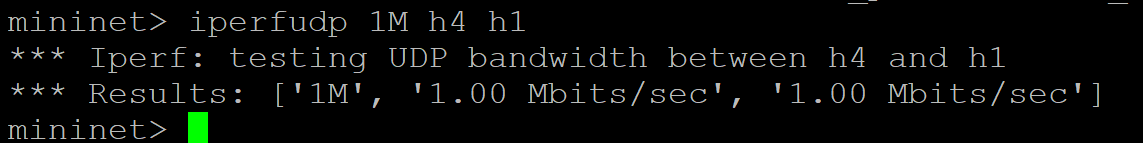 mininet> iperfudp 1M h4 h1
*** Iperf: testing UDP bandwidth between h4 and h1
*** Results: ['1M', '1.00 Mbits/sec', '1.00 Mbits/sec']
mininet>